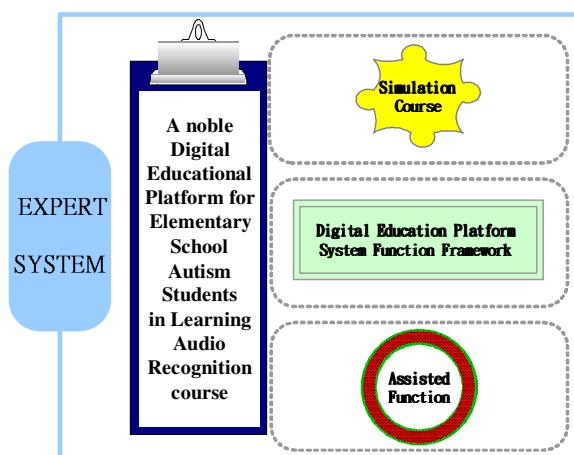 EXPERT
SYSTEM
A noble
Digital
Educational
Platform for
Elementary
School
Autism
Students
in Learning
Audio
Recognition
course
Simulation
Course
Digital Education Platform
System Function Framework
Assisted
Function